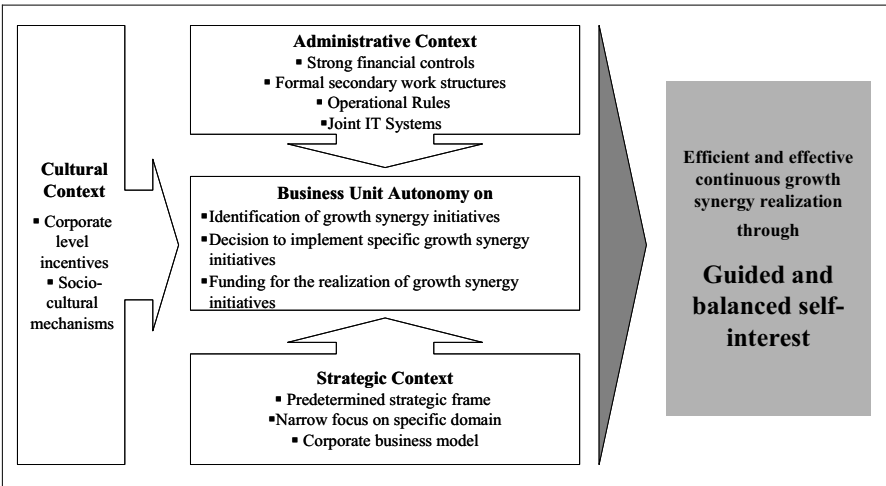 Cultural
Context
▪ Corporate
level
incentives
▪ Socio-
cultural
mechanisms
Administrative Context
▪ Strong financial controls
▪ Formal secondary work structures
▪ Operational Rules
▪Joint IT Systems
Business Unit Autonomy on
▪Identification of growth synergy initiatives
▪Decision to implement specific growth synergy
initiatives
▪Funding for the realization of growth synergy
initiatives
Strategic Context
▪ Predetermined strategic frame
▪Narrow focus on specific domain
▪ Corporate business model
Efficient and effective
continuous growth
synergy realization
through
Guided and
balanced self-
interest